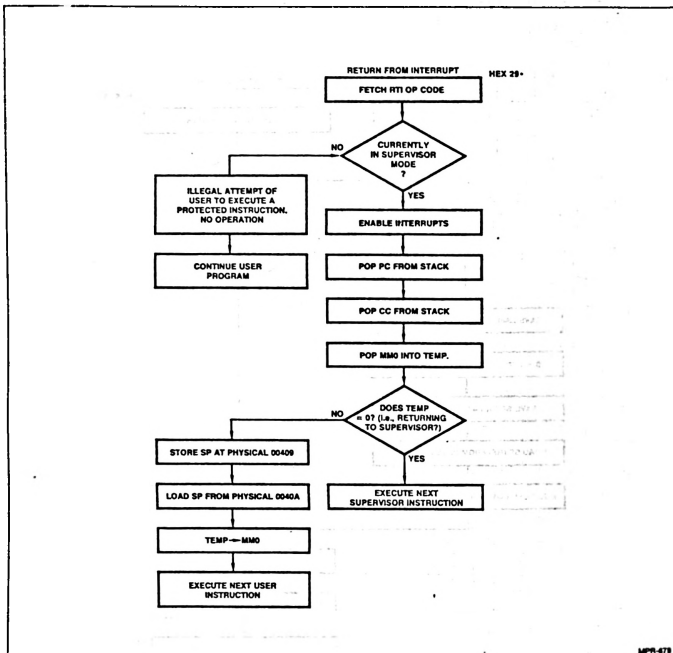 RETURN FROM INTERRUPT
HEX 29*
FETCH RTI OP CODE
CURRENTLY
IN SUPERVISOR
MODE
?
NO
YES
ILLEGAL ATTEMPT OF
USER TO EXECUTE A
PROTECTED INSTRUCTION.
NO OPERATION
CONTINUE USER
PROGRAM
ENABLE INTERRUPTS
POP PC FROM STACK
POP CC FROM STACK
POP MM0 INTO TEMP.
DOES TEMP
= 0? (i.e., RETURNING
TO SUPERVISOR?)
NO
YES
STORE SP AT PHYSICAL 00409
LOAD SP FROM PHYSICAL 0040A
TEMP→MM0
EXECUTE NEXT USER
INSTRUCTION
EXECUTE NEXT
SUPERVISOR INSTRUCTION